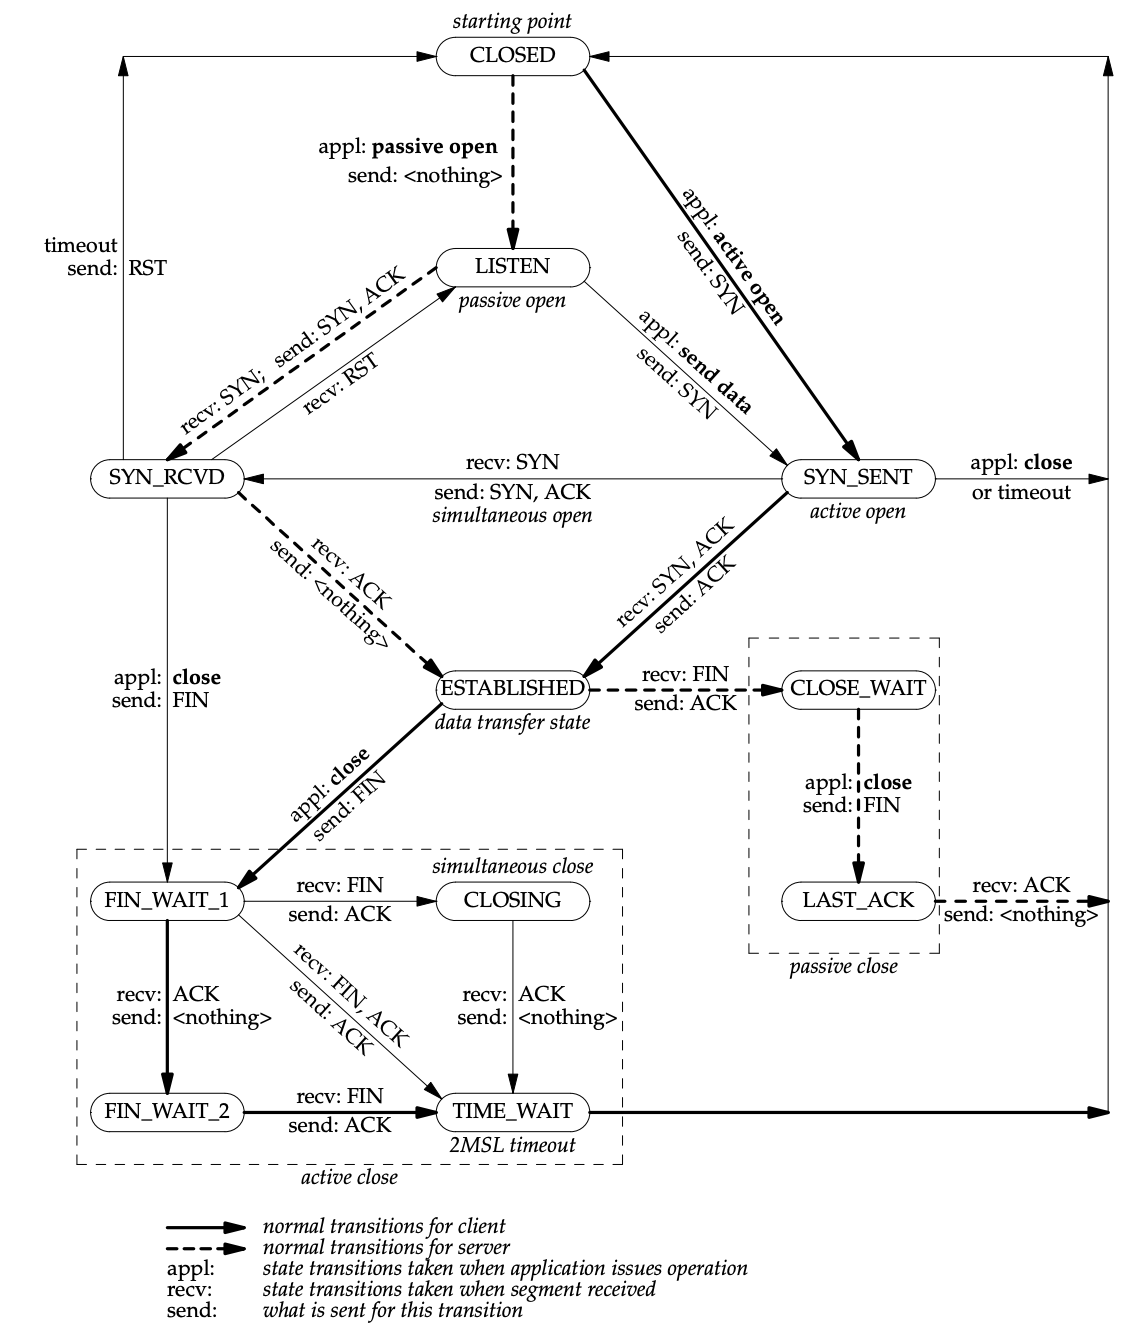 starting point
CLOSED
appl: passive open
send: <nothing>
appl: active open
send: SYN
timeout
send: RST
LISTEN
passive open
recv: SYN; send: SYN, ACK
recv: RST
appl: send data
send: SYN
SYN_RCVD
recv: SYN
send: SYN, ACK
simultaneous open
SYN_SENT
active open
appl: close
or timeout
recv: ACK
send: <nothing>
recv: SYN, ACK
send: ACK
appl: close
send: FIN
ESTABLISHED
data transfer state
recv: FIN
send: ACK
CLOSE_WAIT
appl: close
send: FIN
appl: close
send: FIN
simultaneous close
FIN_WAIT_1
recv: FIN
send: ACK
CLOSING
LAST_ACK
recv: ACK
send: <nothing>
passive close
recv: ACK
send: <nothing>
recv: FIN, ACK
send: ACK
recv: ACK
send: <nothing>
FIN_WAIT_2
recv: FIN
send: ACK
TIME_WAIT
2MSL timeout
active close
normal transitions for client
normal transitions for server
appl: state transitions taken when application issues operation
recv: state transitions taken when segment received
send: what is sent for this transition